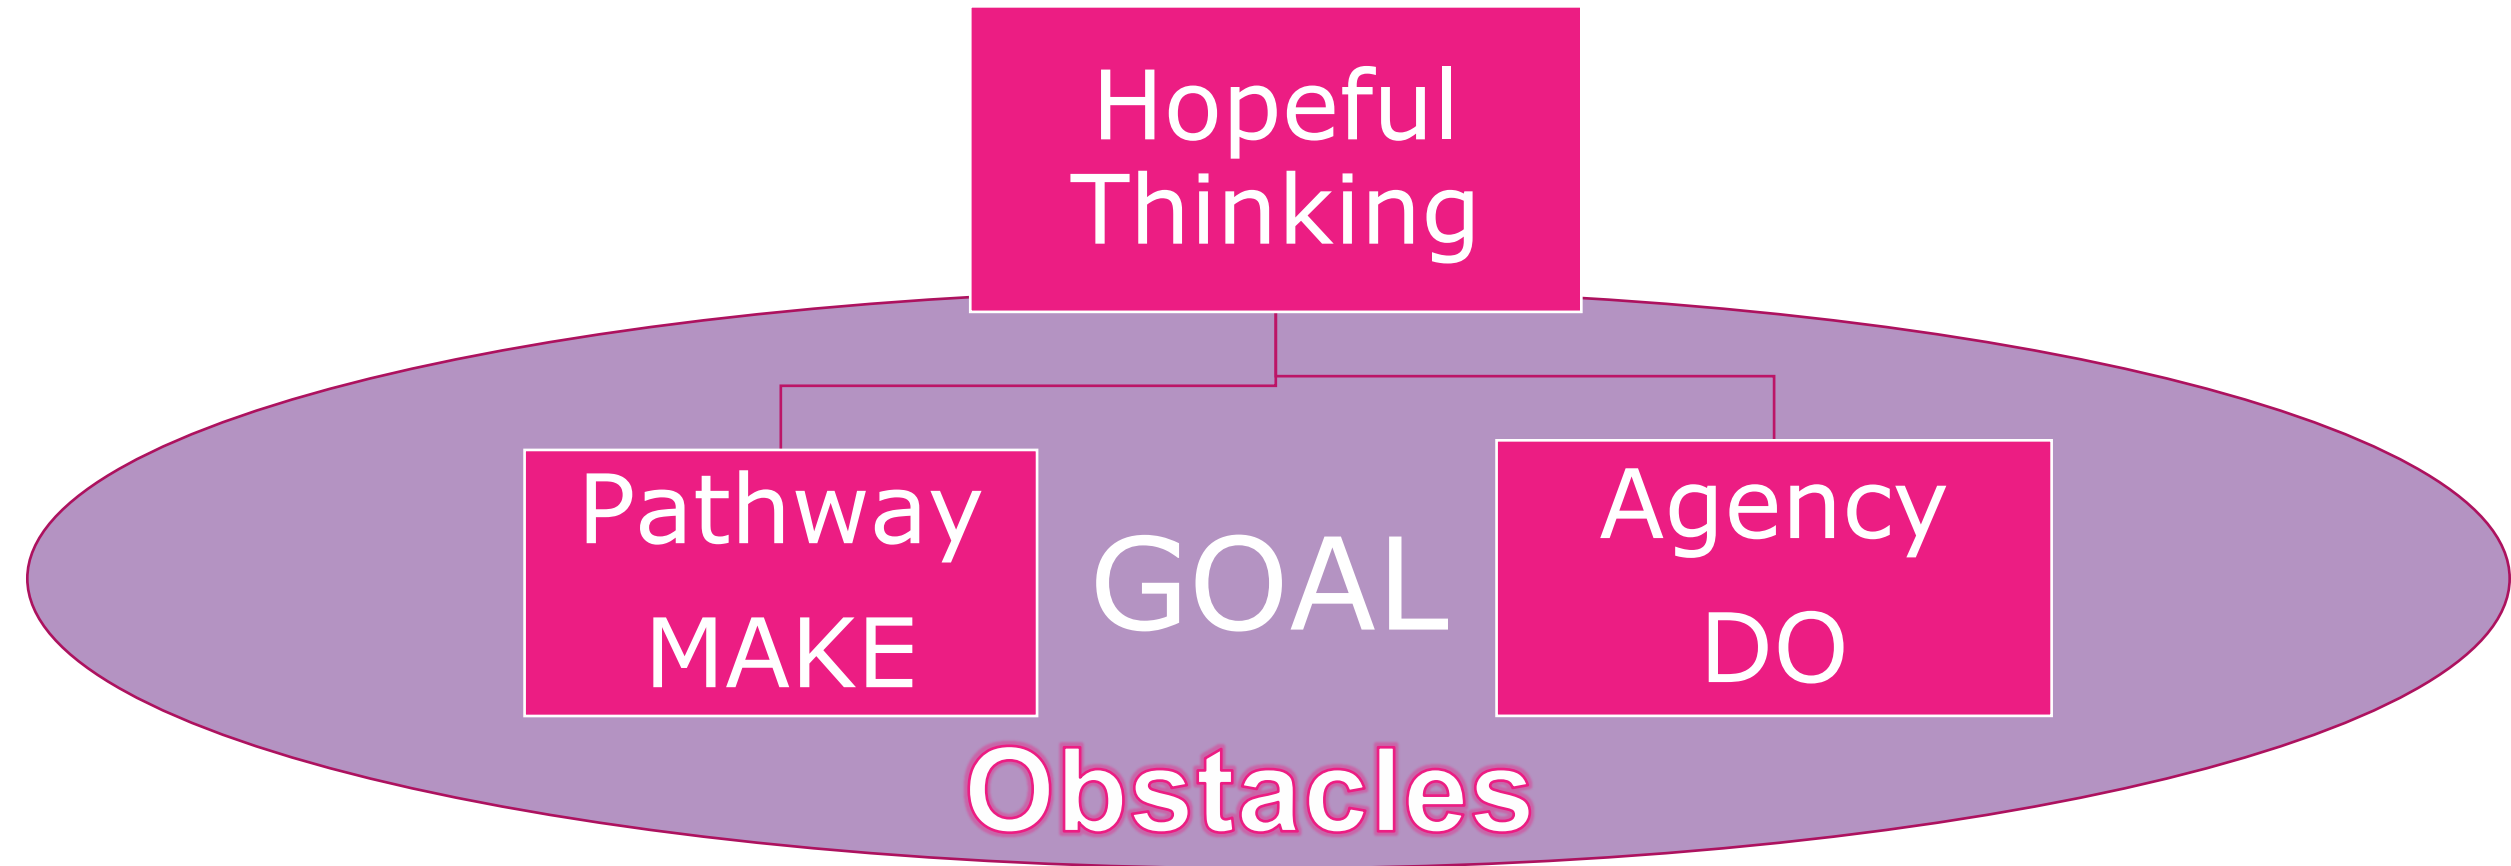 Hopeful
Thinking
Pathway
MAKE
GOAL
Agency
DO
Obstacles